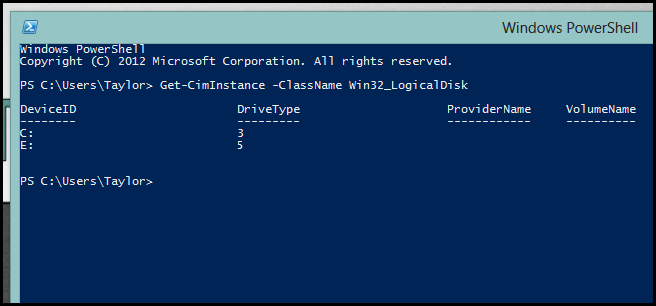 Windows PowerShell
Windows PowerShell
Copyright (C) 2012 Microsoft Corporation. All rights reserved.
PS C:\Users\Taylor> Get-CimInstance -ClassName Win32_LogicalDisk
DeviceID DriveType ProviderName VolumeName
-------- --------- ------------ ----------
C: 3
E: 5
PS C:\Users\Taylor>